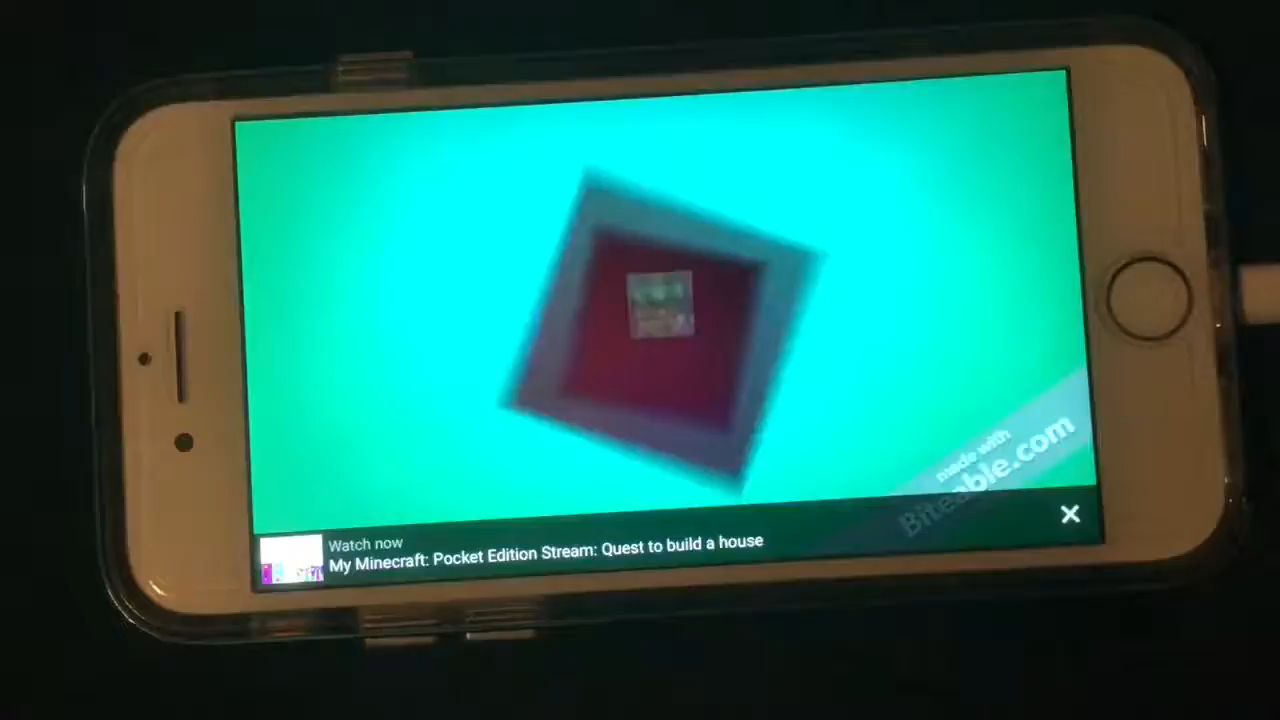 made with
Biteable.com
Watch now
My Minecraft: Pocket Edition Stream: Quest to build a house